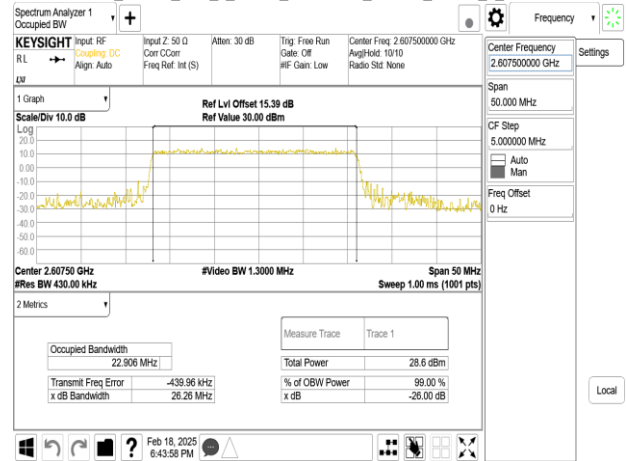 Spectrum Analyzer 1
Occupied BW
Frequency
KEYSIGHT
RL
Input: RF
Coupling: DC
Align: Auto
Input Z: 50 Ω
Corr CCorr
Freq Ref: Int (S)
Atten: 30 dB
Trig: Free Run
Gate: Off
#IF Gain: Low
Center Freq: 2.607500000 GHz
Avg|Hold: 10/10
Radio Std: None
LXI
Center Frequency
2.607500000 GHz
Settings
Span
50.000 MHz
CF Step
5.000000 MHz
Auto
Man
Freq Offset
0 Hz
Local
1 Graph
Scale/Div 10.0 dB
Ref Lvl Offset 15.39 dB
Ref Value 30.00 dBm
Log
20.0
10.0
0.00
-10.0
-20.0
-30.0
-40.0
-50.0
-60.0
Center 2.60750 GHz
#Video BW 1.3000 MHz
Span 50 MHz
#Res BW 430.00 kHz
Sweep 1.00 ms (1001 pts)
2 Metrics
Measure Trace Trace 1
Occupied Bandwidth
22.906 MHz
Total Power 28.6 dBm
Transmit Freq Error -439.96 kHz
% of OBW Power 99.00 %
x dB Bandwidth 26.26 MHz
x dB -26.00 dB
Feb 18, 2025
6:43:58 PM